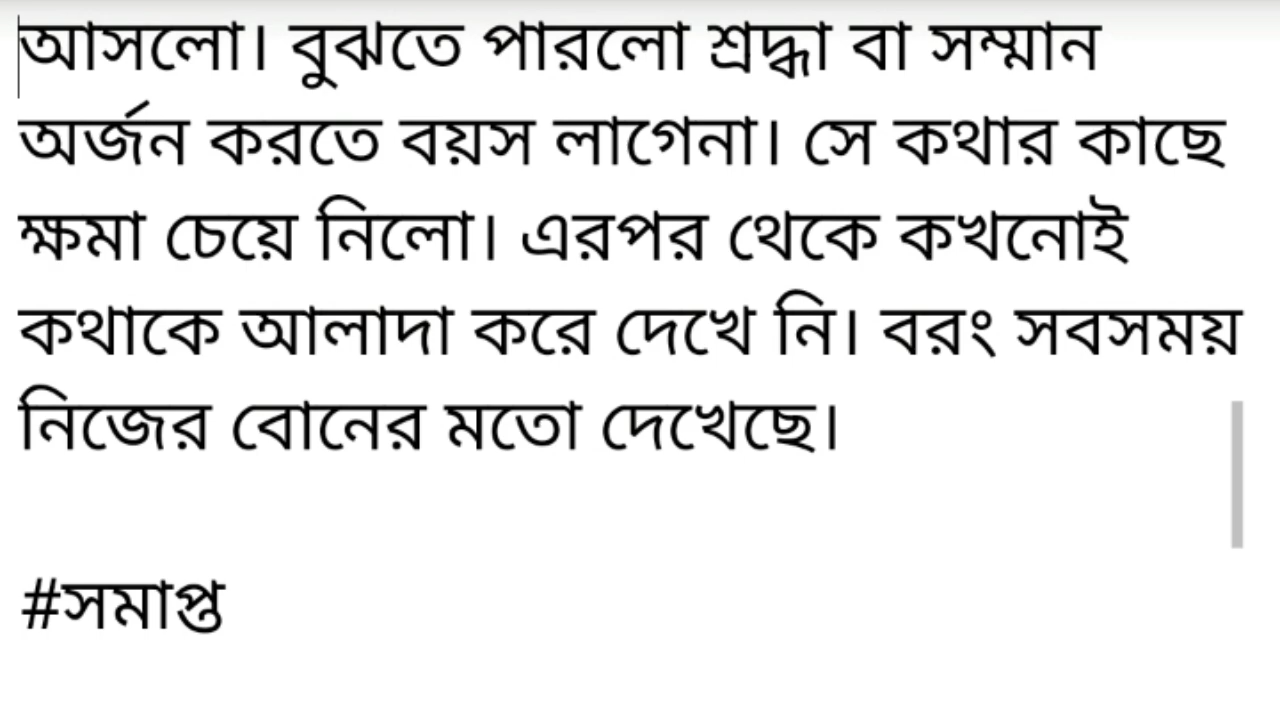 আসলো। বুঝতে পারলো শ্রদ্ধা বা সম্মান
অর্জন করতে বয়স লাগেনা। সে কথার কাছে
ক্ষমা চেয়ে নিলো। এরপর থেকে কখনোই
কথাকে আলাদা করে দেখে নি। বরং সবসময়
নিজের বোনের মতো দেখেছে।
#সমাপ্ত